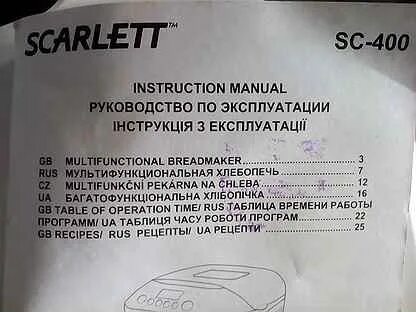 SCARLETT™
SC-400
INSTRUCTION MANUAL
РУКОВОДСТВО ПО ЭКСПЛУАТАЦИИ
ІНСТРУКЦІЯ З ЕКСПЛУАТАЦІЇ
GB MULTIFUNCTIONAL BREADMAKER 3
RUS МУЛЬТИФУНКЦИОНАЛЬНАЯ ХЛЕБОПЕЧЬ 7
CZ MULTIFUNKČNI PEKÁRNA NA CHLEBA 12
UA БАГАТОФУНКЦІОНАЛЬНА ХЛІБОПІЧКА 16
GB TABLE OF OPERATION TIME/ RUS ТАБЛИЦА ВРЕМЕНИ РАБОТЫ
ПРОГРАММ/ UA ТАБЛИЦЯ ЧАСУ РОБОТИ ПРОГРАМ 22
GB RECIPES/ RUS РЕЦЕПТЫ/ UA РЕЦЕПТИ 25